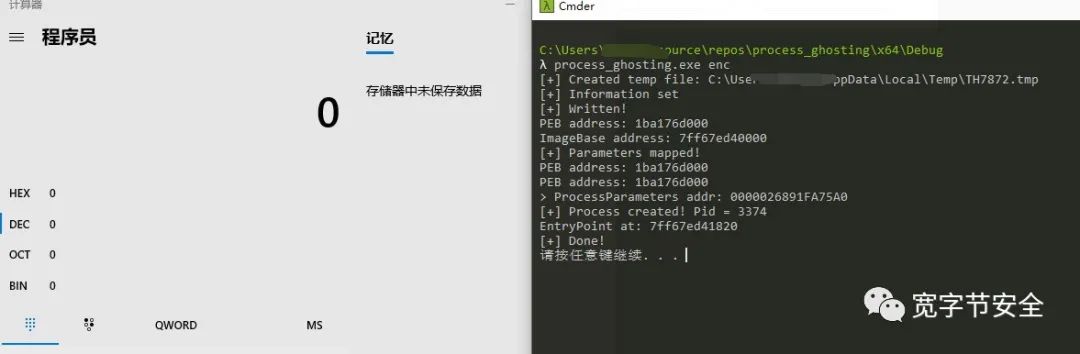 计算器
程序员
0
记忆
存储器中未保存数据
HEX 0
DEC 0
OCT 0
BIN 0
QWORD MS
Cmder
C:\Users\ ource\repos\process_ghosting\x64\Debug
λ process_ghosting.exe enc
[+] Created temp file: C:\Use ppData\Local\Temp\TH7872.tmp
[+] Information set
[+] Written!
PEB address: 1ba176d000
ImageBase address: 7ff67ed40000
[+] Parameters mapped!
PEB address: 1ba176d000
PEB address: 1ba176d000
> ProcessParameters addr: 0000026891FA75A0
[+] Process created! Pid = 3374
EntryPoint at: 7ff67ed41820
[+] Done!
请按任意键继续. . .
宽字节安全